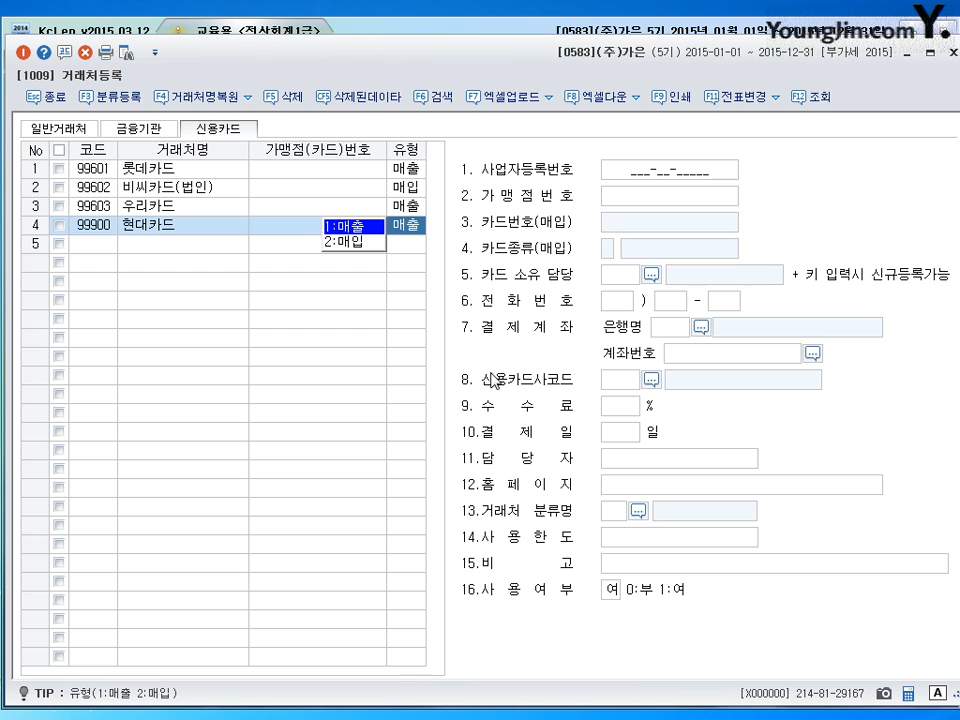 2014 KcLep v2015.03.12 교육용 <전산회계1급> [0583](주)가은 5기 2015년 01월 01일 ~ 2015년 12월 31일
Younglim.com Y.
[0583](주)가은 (5기) 2015-01-01 ~ 2015-12-31 [부가세 2015]
[1009] 거래처등록
Esc 종료 F3 분류등록 F4 거래처명복원 F5 삭제 CF5 삭제된데이타 F6 검색 F7 엑셀업로드 F8 엑셀다운 F9 인쇄 F11 전표변경 F12 조회
일반거래처 금융기관 신용카드
No 코드 거래처명 가맹점(카드)번호 유형
1 99601 롯데카드 매출
2 99602 비씨카드(법인) 매입
3 99603 우리카드 매출
4 99900 현대카드 1:매출 매출
5 2:매입
1. 사업자등록번호 ___-__-_____
2. 가 맹 점 번 호
3. 카드번호(매입)
4. 카드종류(매입)
5. 카드 소유 담당 + 키 입력시 신규등록가능
6. 전 화 번 호 ) -
7. 결 제 계 좌 은행명
계좌번호
8. 신용카드사코드
9. 수 수 료 %
10.결 제 일 일
11.담 당 자
12.홈 페 이 지
13.거래처 분류명
14.사 용 한 도
15.비 고
16.사 용 여 부 여 0:부 1:여
TIP : 유형(1:매출 2:매입) [X000000] 214-81-29167 A